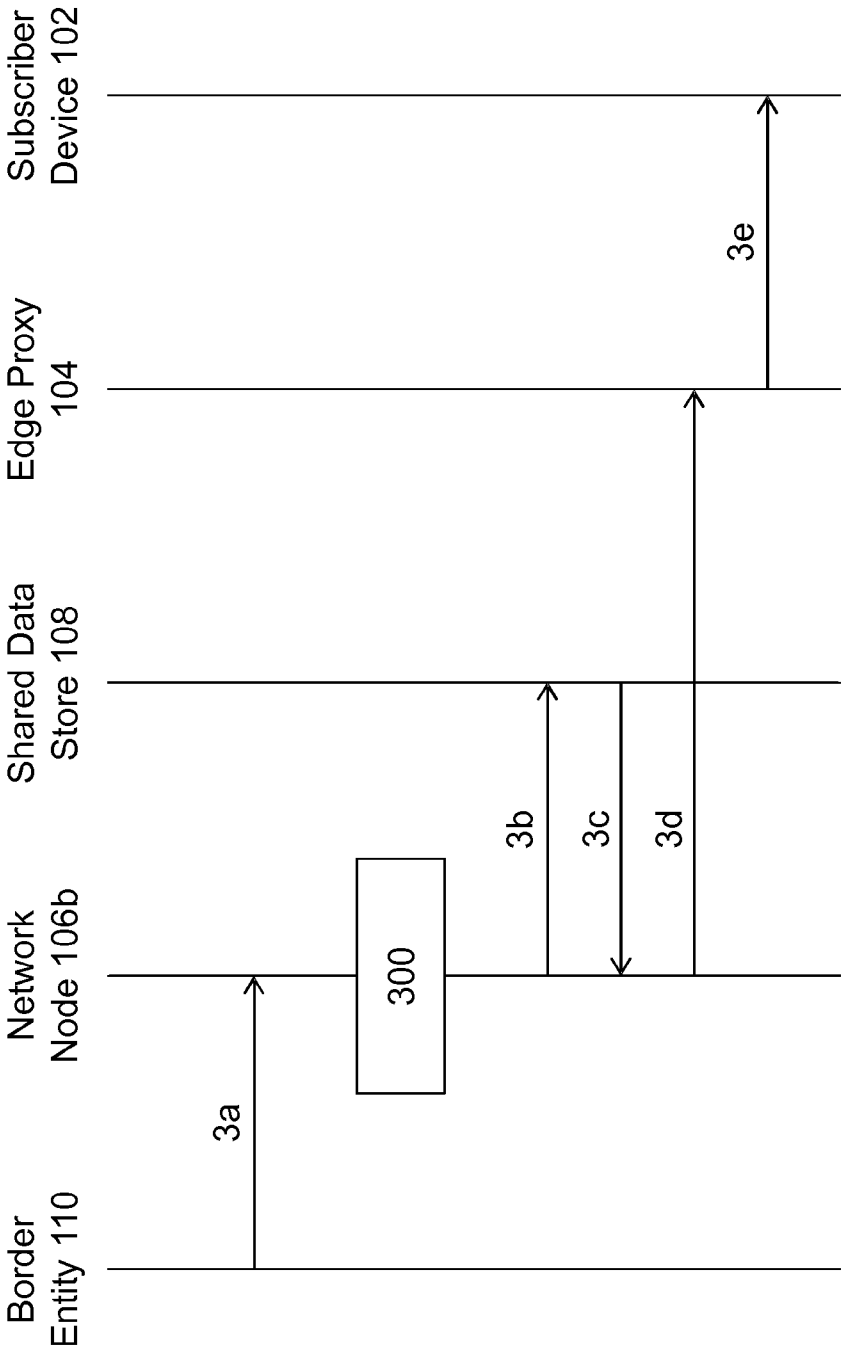 Border
Entity 110
Network
Node 106b
Shared Data
Store 108
Edge Proxy
104
Subscriber
Device 102
3a
300
3b
3c
3d
3e